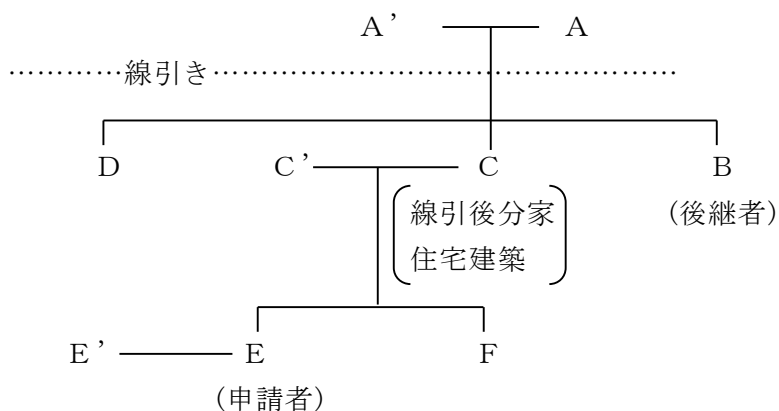 A’ A
…………線引き…………………………………………
D C’ C B
線引後分家 (後継者)
住宅建築
E’ E F
(申請者)